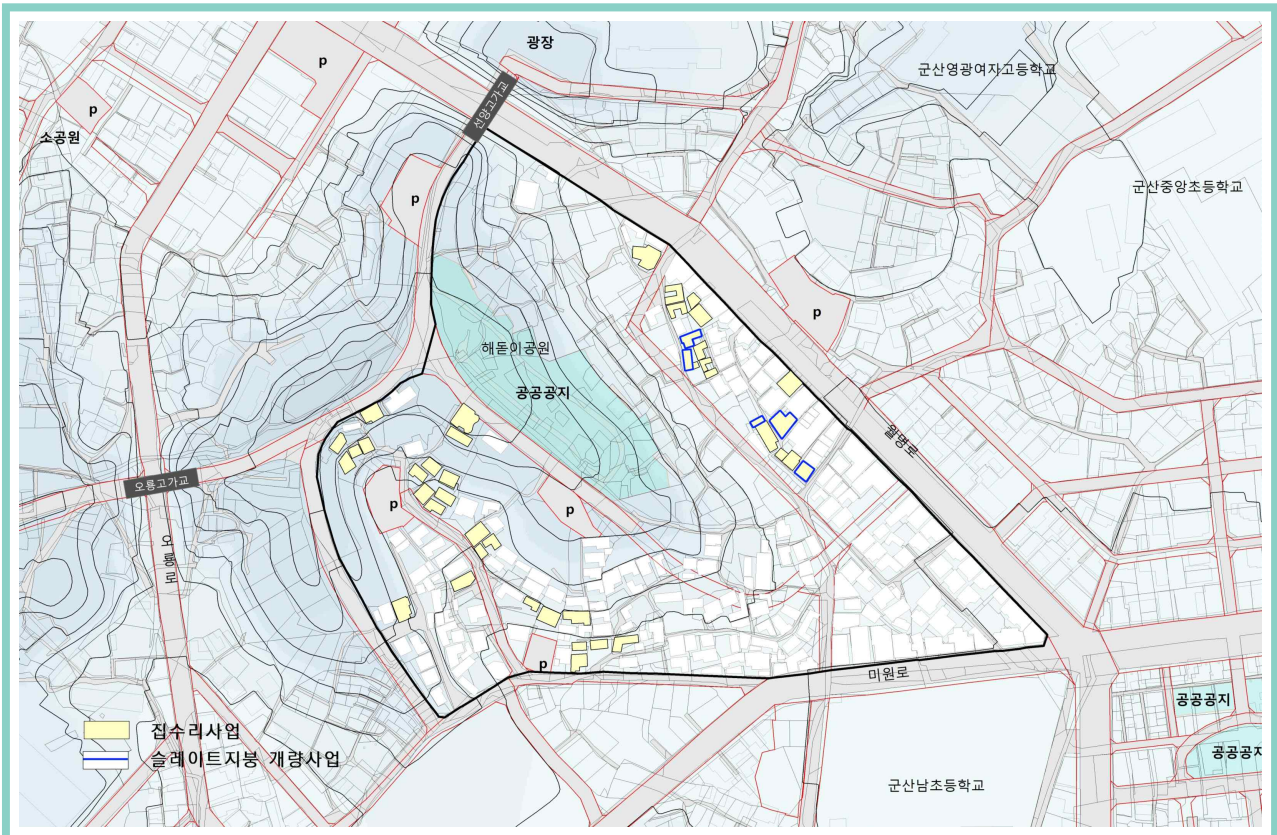 광장
p
군산영광여자고등학교
p
선양고가교
소공원
군산중앙초등학교
p
p
해돋이공원
공공공지
월명로
오룡고가교
p
p
오룡로
p
미원로
공공공지
집수리사업
공공공지
슬레이트지붕 개량사업
군산남초등학교